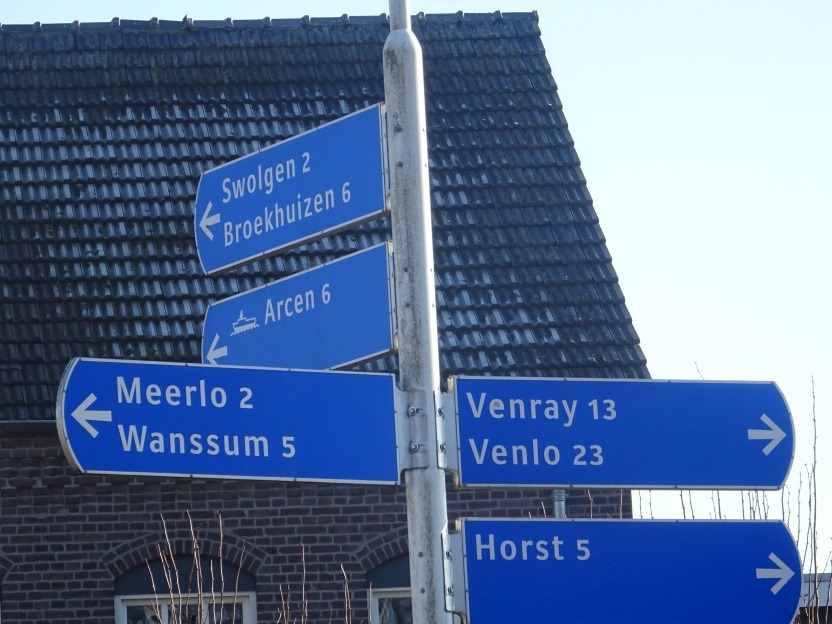 Swolgen 2
Broekhuizen 6
Arcen 6
Meerlo 2
Wanssum 5
Venray 13
Venlo 23
Horst 5